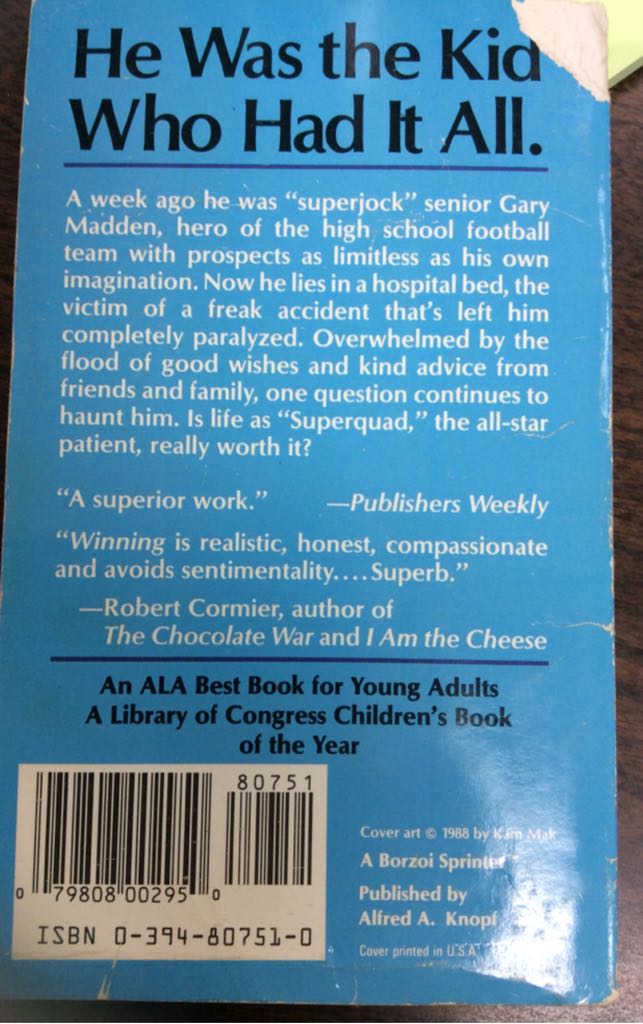 He Was the Kid
Who Had It All.
A week ago he was “superjock” senior Gary
Madden, hero of the high school football
team with prospects as limitless as his own
imagination. Now he lies in a hospital bed, the
victim of a freak accident that’s left him
completely paralyzed. Overwhelmed by the
flood of good wishes and kind advice from
friends and family, one question continues to
haunt him. Is life as “Superquad,” the all-star
patient, really worth it?
“A superior work.” —Publishers Weekly
“Winning is realistic, honest, compassionate
and avoids sentimentality.... Superb.”
—Robert Cormier, author of
The Chocolate War and I Am the Cheese
An ALA Best Book for Young Adults
A Library of Congress Children’s Book
of the Year
80751
0 79808 00295 0
ISBN 0-394-80751-0
Cover art © 1988 by Kam Mak
A Borzoi Sprinter
Published by
Alfred A. Knopf
Cover printed in U.S.A.